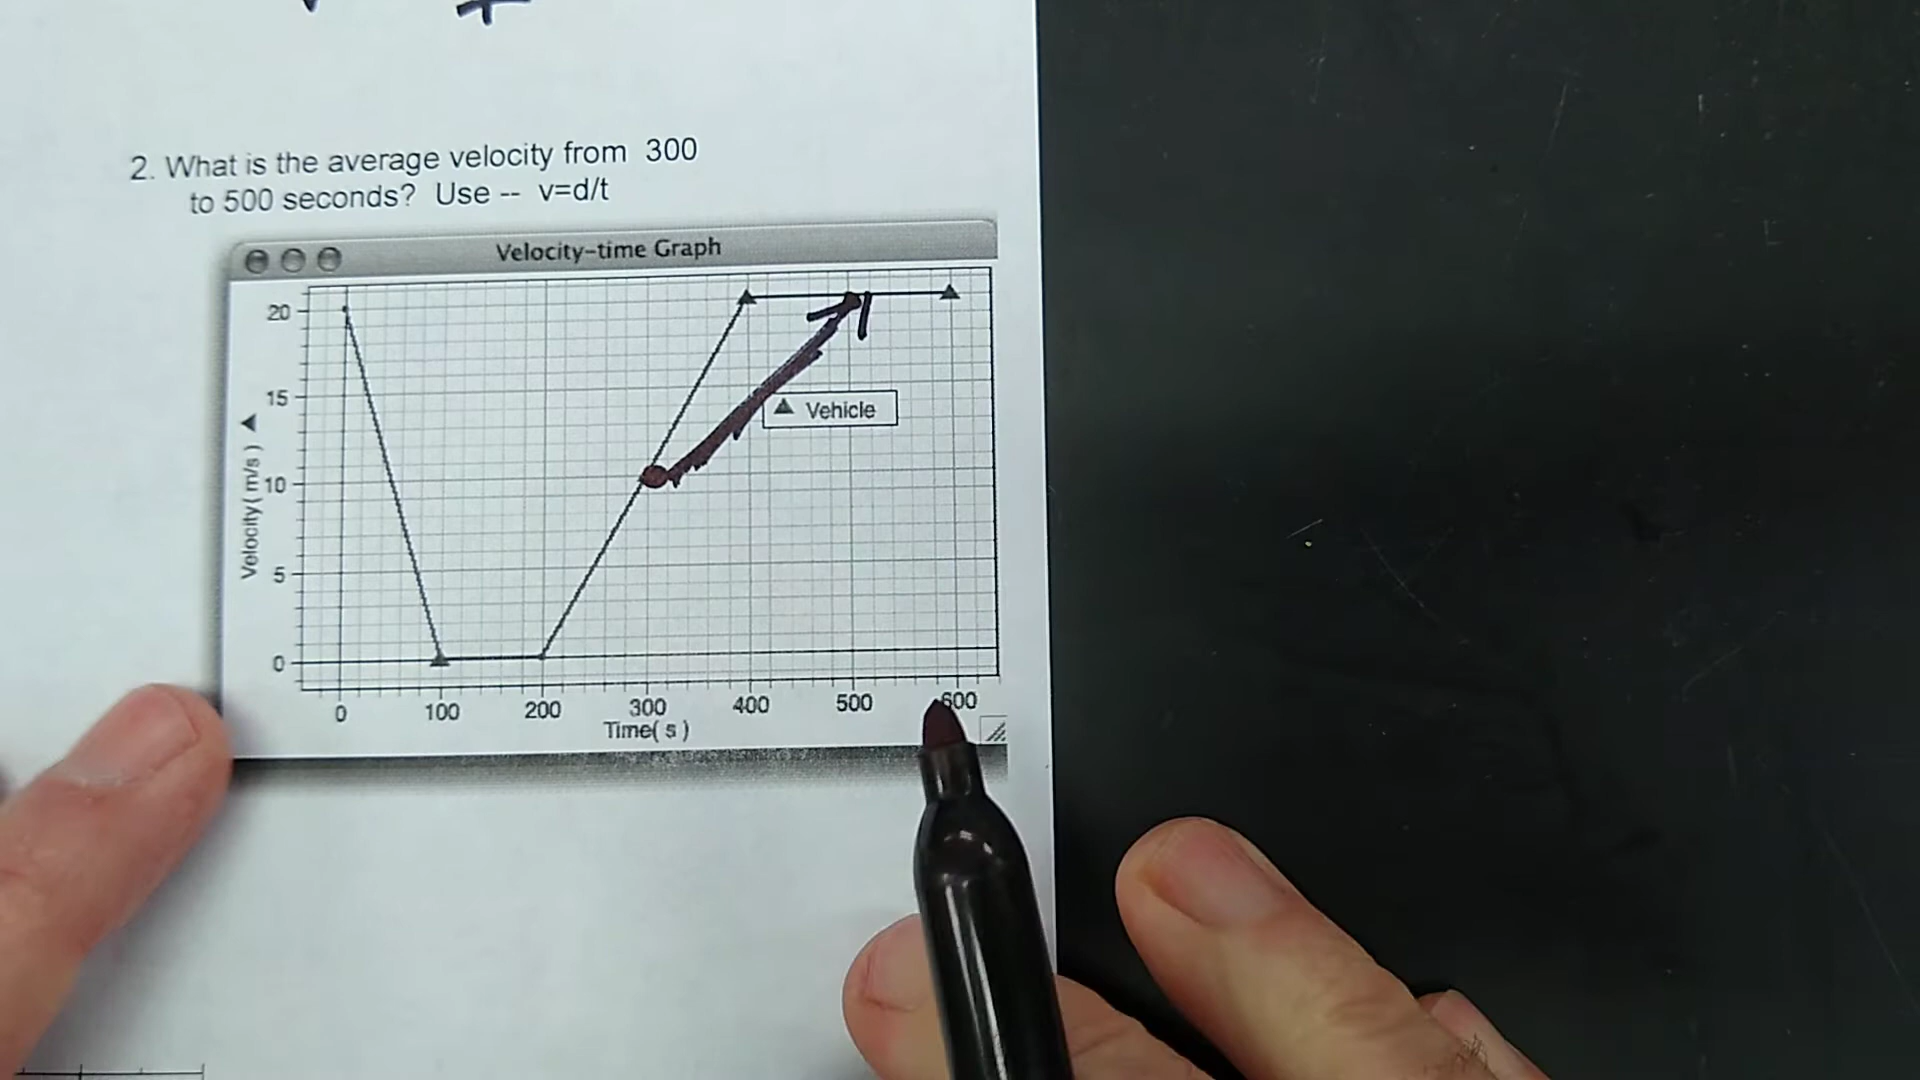 2. What is the average velocity from 300
to 500 seconds? Use -- v=d/t
Velocity-time Graph
20
15
10
5
0
Velocity( m/s )
Vehicle
0 100 200 300 400 500 600
Time( s )